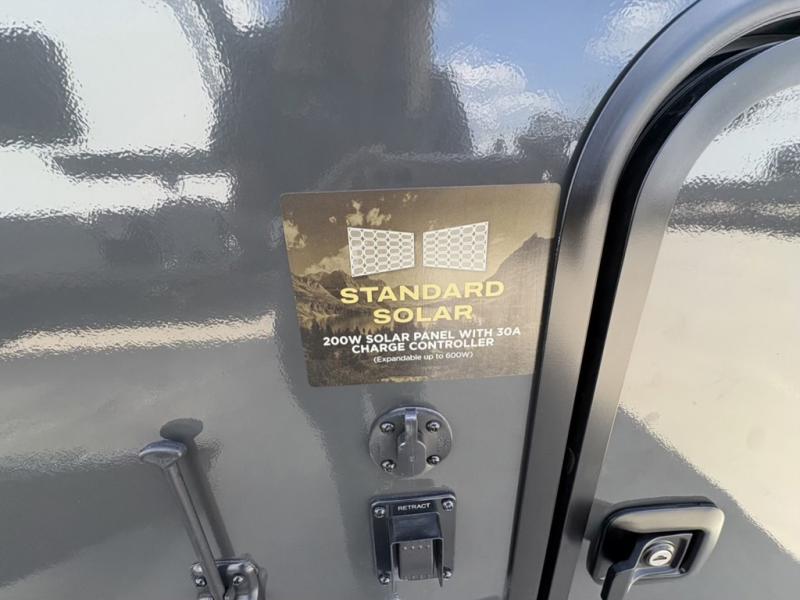 STANDARD
SOLAR
200W SOLAR PANEL WITH 30A
CHARGE CONTROLLER
(Expandable up to 600W)
RETRACT